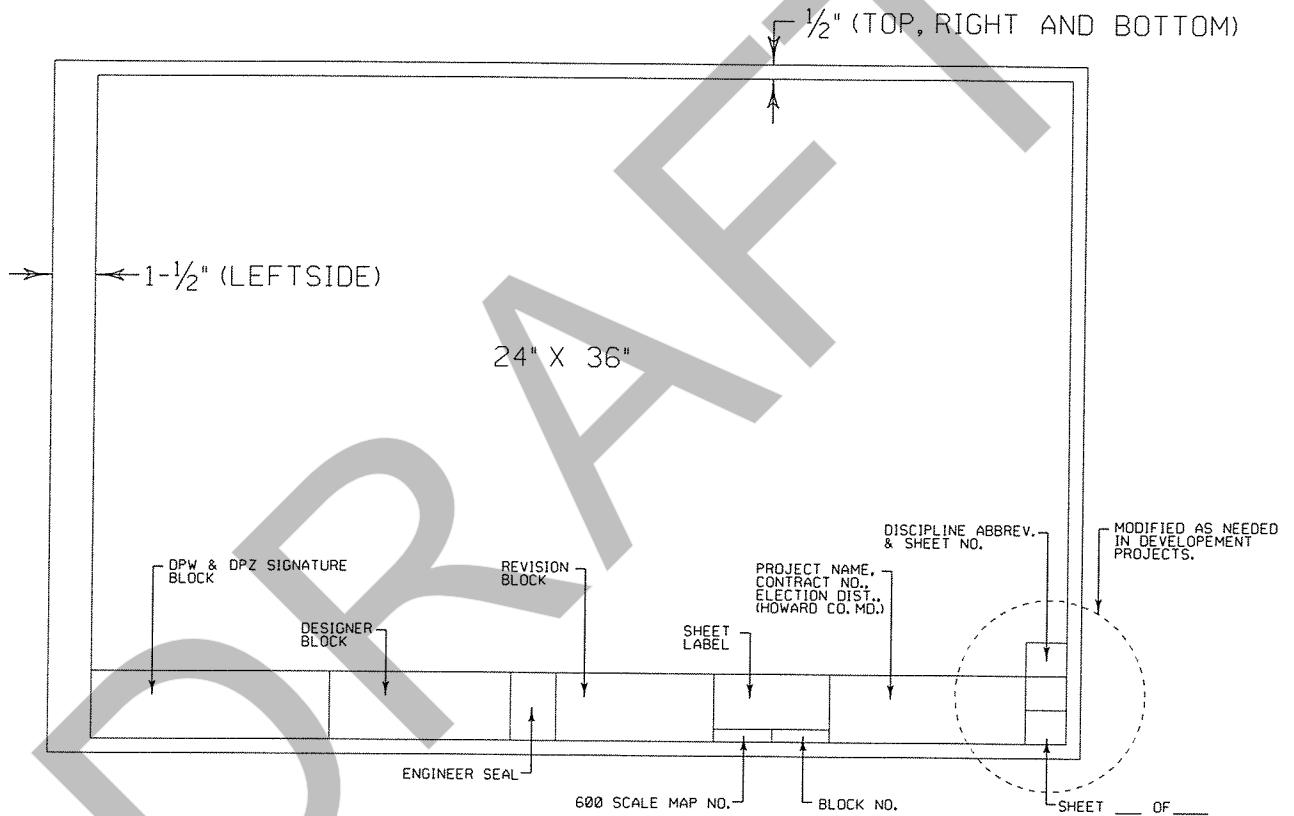 ½" (TOP, RIGHT AND BOTTOM)
1-½" (LEFTSIDE)
24" X 36"
DRAFT
DISCIPLINE ABBREV.
& SHEET NO.
MODIFIED AS NEEDED
IN DEVELOPEMENT
PROJECTS.
DPW & DPZ SIGNATURE
BLOCK
REVISION
BLOCK
PROJECT NAME,
CONTRACT NO.,
ELECTION DIST.,
(HOWARD CO. MD.)
DESIGNER
BLOCK
SHEET
LABEL
ENGINEER SEAL
600 SCALE MAP NO.
BLOCK NO.
SHEET ___ OF ___